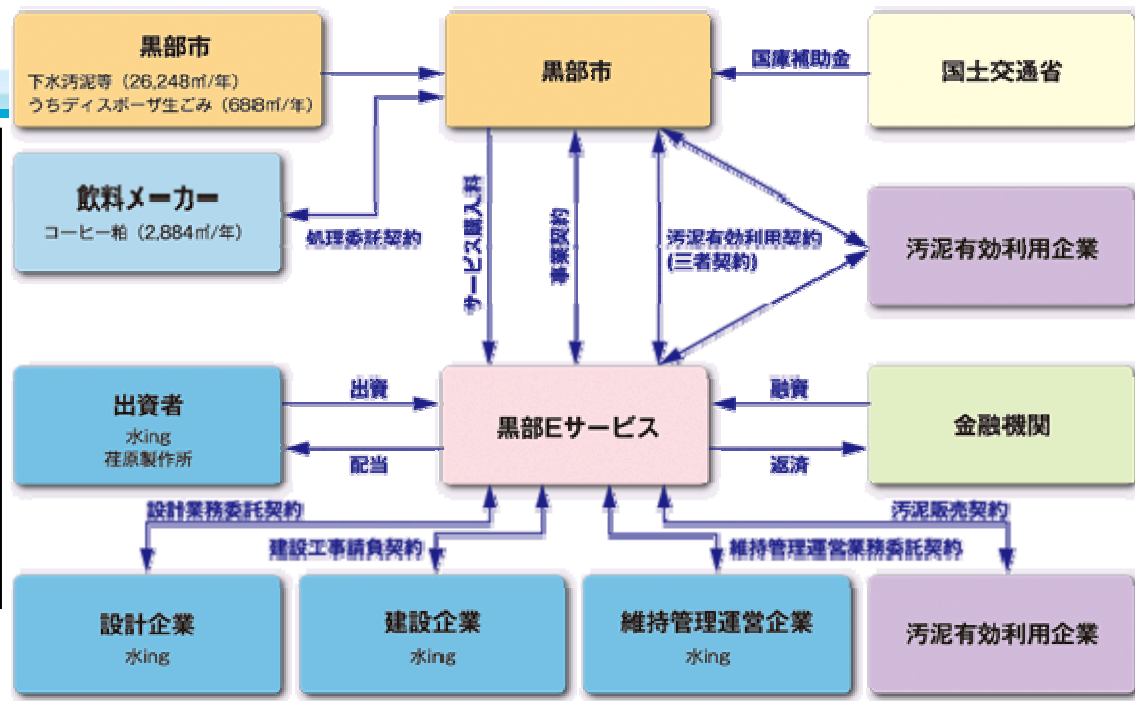 黒部市
下水汚泥等（26,248㎥/年）
うちディスポーザ生ごみ（688㎥/年）
黒部市
国庫補助金
国土交通省
飲料メーカー
コーヒー粕（2,884㎥/年）
処理委託契約
サービス購入料
事業契約
汚泥有効利用契約
(三者契約)
汚泥有効利用企業
出資者
水ing
荏原製作所
出資
配当
黒部Eサービス
融資
返済
金融機関
設計業務委託契約
建設工事請負契約
維持管理運営業務委託契約
汚泥販売契約
設計企業
水ing
建設企業
水ing
維持管理運営企業
水ing
汚泥有効利用企業